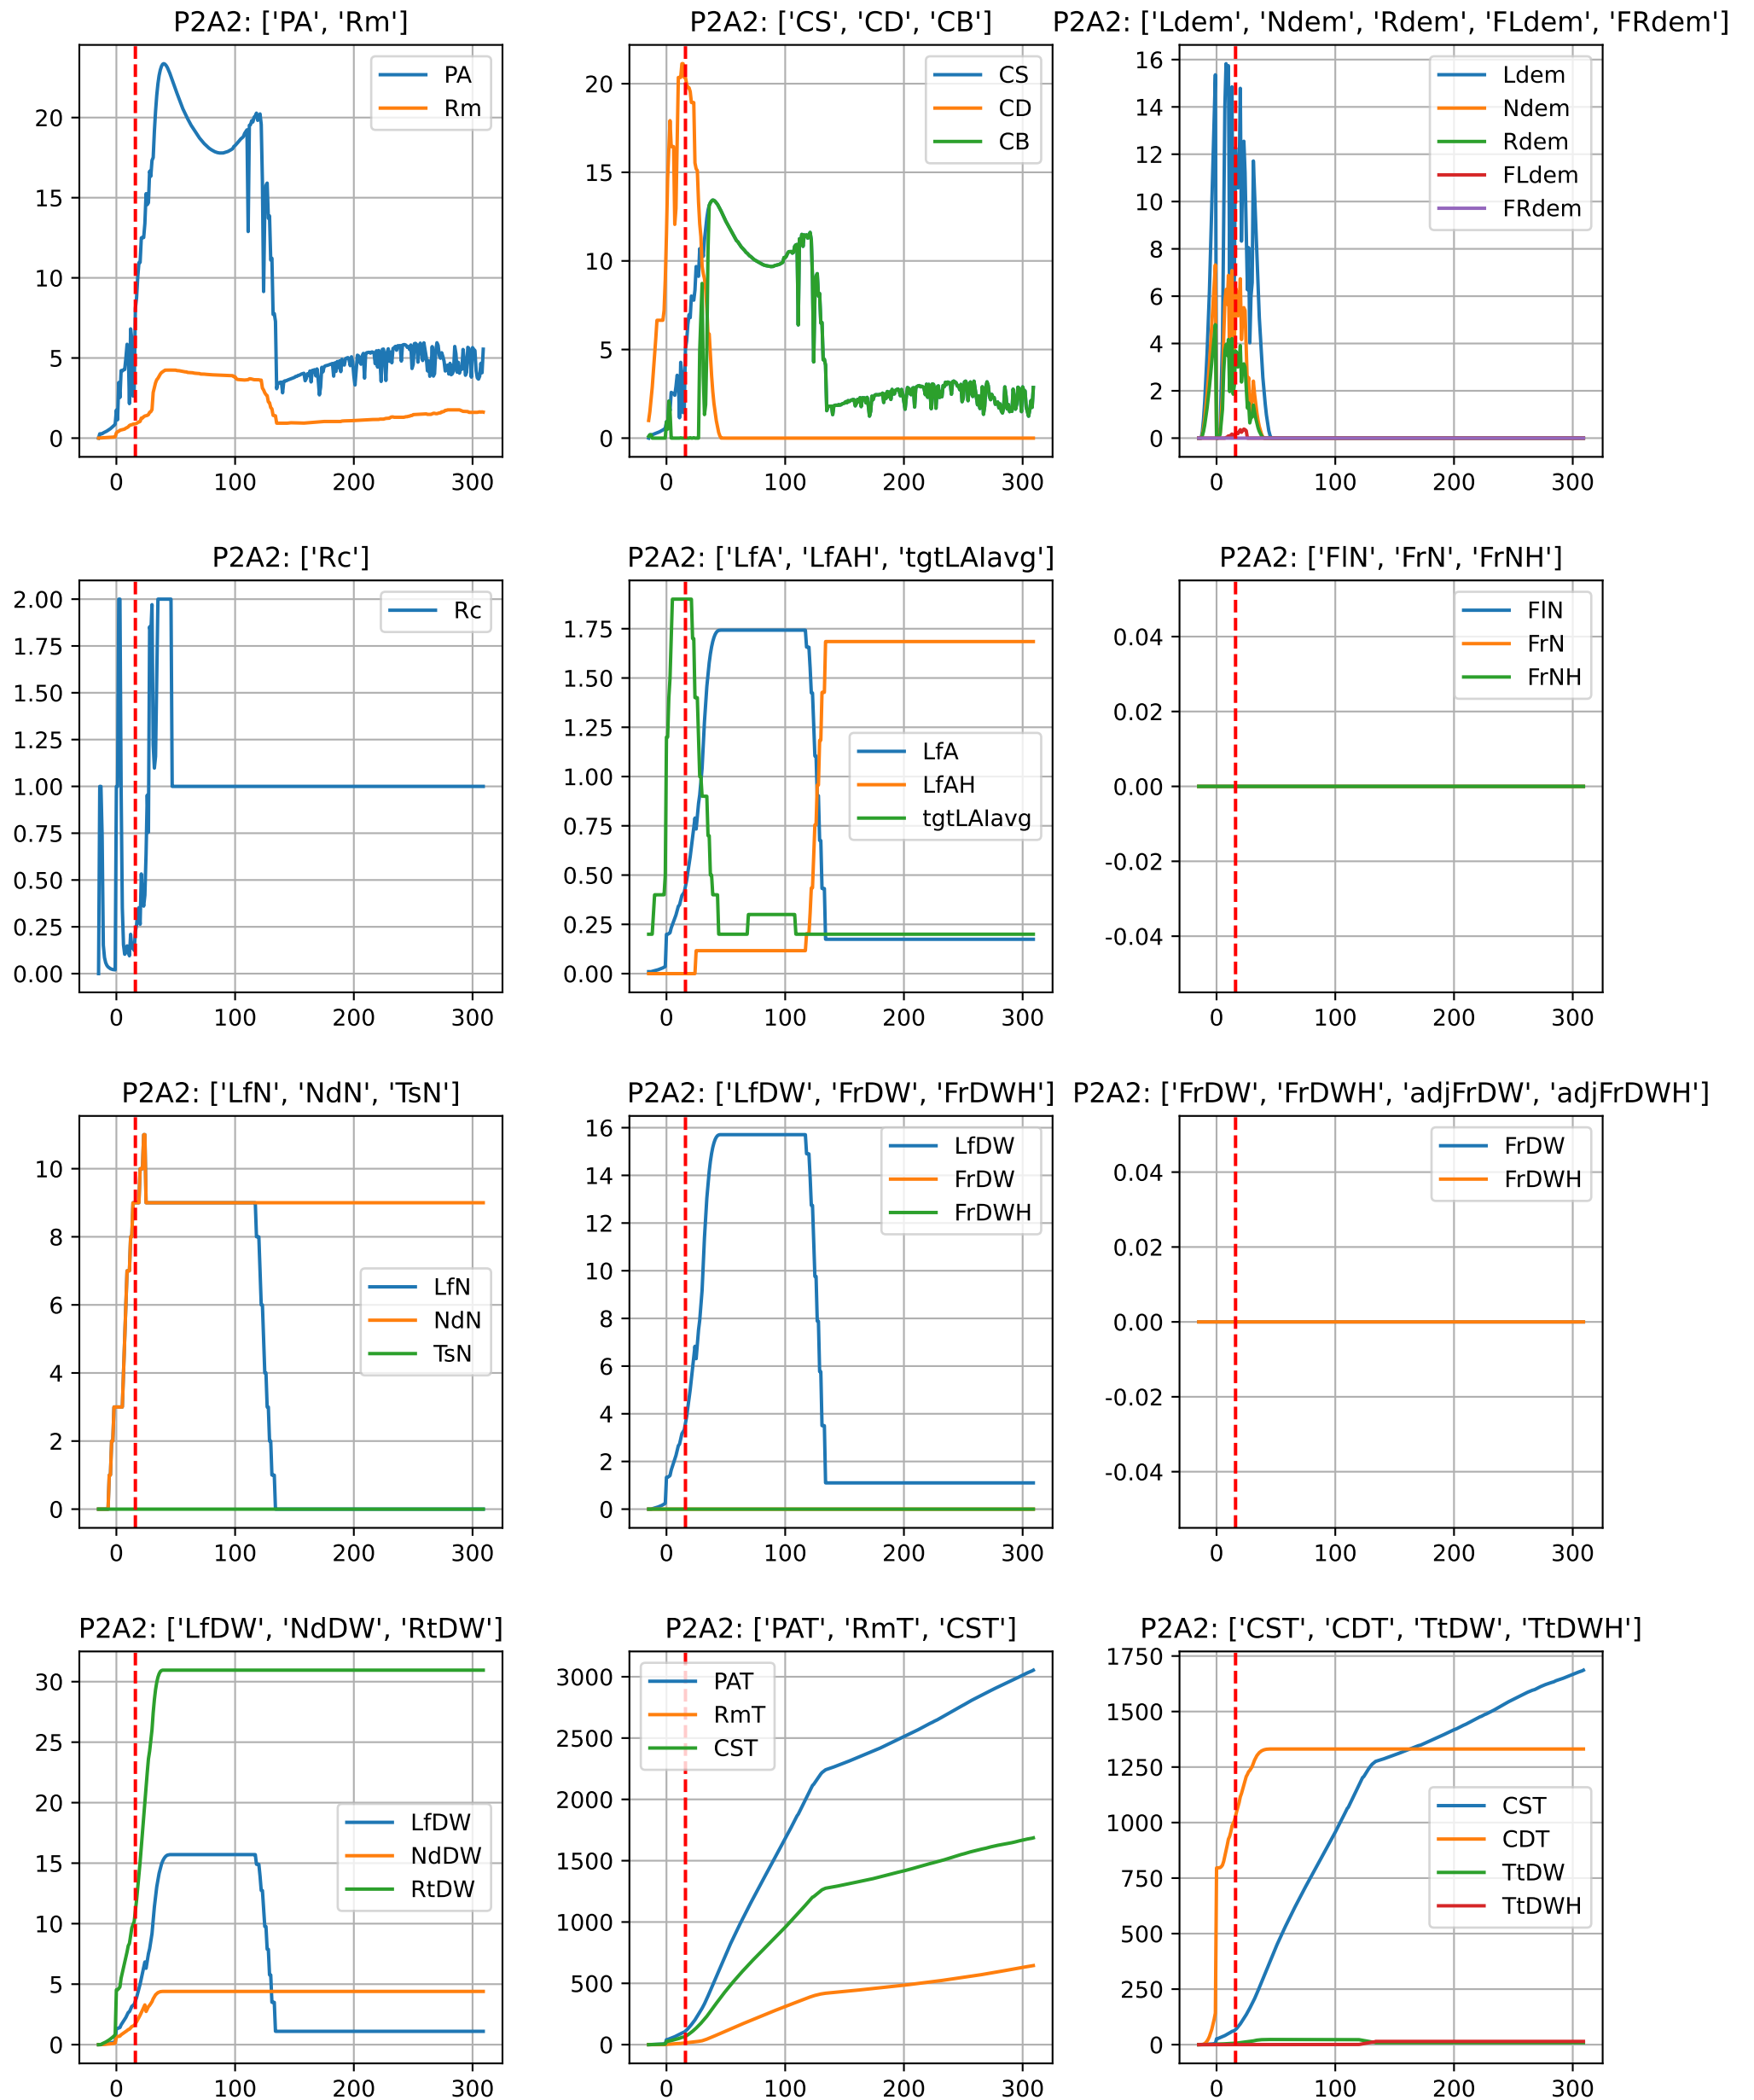 P2A2: ['PA', 'Rm']
20
15
10
5
0
0 100 200 300
PA
Rm
P2A2: ['CS', 'CD', 'CB']
20
15
10
5
0
0 100 200 300
CS
CD
CB
P2A2: ['Ldem', 'Ndem', 'Rdem', 'FLdem', 'FRdem']
16
14
12
10
8
6
4
2
0
0 100 200 300
Ldem
Ndem
Rdem
FLdem
FRdem
P2A2: ['Rc']
2.00
1.75
1.50
1.25
1.00
0.75
0.50
0.25
0.00
0 100 200 300
Rc
P2A2: ['LfA', 'LfAH', 'tgtLAIavg']
1.75
1.50
1.25
1.00
0.75
0.50
0.25
0.00
0 100 200 300
LfA
LfAH
tgtLAIavg
P2A2: ['FlN', 'FrN', 'FrNH']
0.04
0.02
0.00
-0.02
-0.04
0 100 200 300
FlN
FrN
FrNH
P2A2: ['LfN', 'NdN', 'TsN']
10
8
6
4
2
0
0 100 200 300
LfN
NdN
TsN
P2A2: ['LfDW', 'FrDW', 'FrDWH']
16
14
12
10
8
6
4
2
0
0 100 200 300
LfDW
FrDW
FrDWH
P2A2: ['FrDW', 'FrDWH', 'adjFrDW', 'adjFrDWH']
0.04
0.02
0.00
-0.02
-0.04
0 100 200 300
FrDW
FrDWH
P2A2: ['LfDW', 'NdDW', 'RtDW']
30
25
20
15
10
5
0
0 100 200 300
LfDW
NdDW
RtDW
P2A2: ['PAT', 'RmT', 'CST']
3000
2500
2000
1500
1000
500
0
0 100 200 300
PAT
RmT
CST
P2A2: ['CST', 'CDT', 'TtDW', 'TtDWH']
1750
1500
1250
1000
750
500
250
0
0 100 200 300
CST
CDT
TtDW
TtDWH